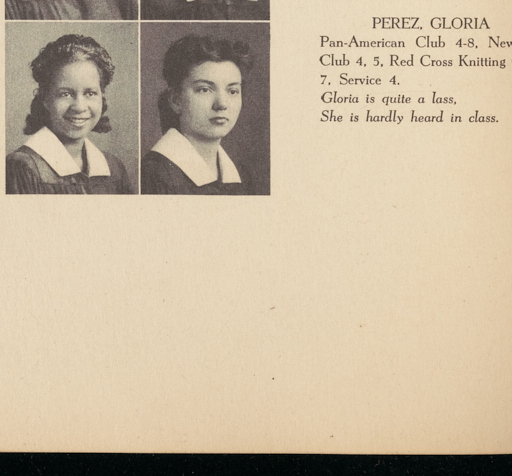 PEREZ, GLORIA
Pan-American Club 4-8, New
Club 4, 5, Red Cross Knitting
7, Service 4.
Gloria is quite a lass,
She is hardly heard in class.